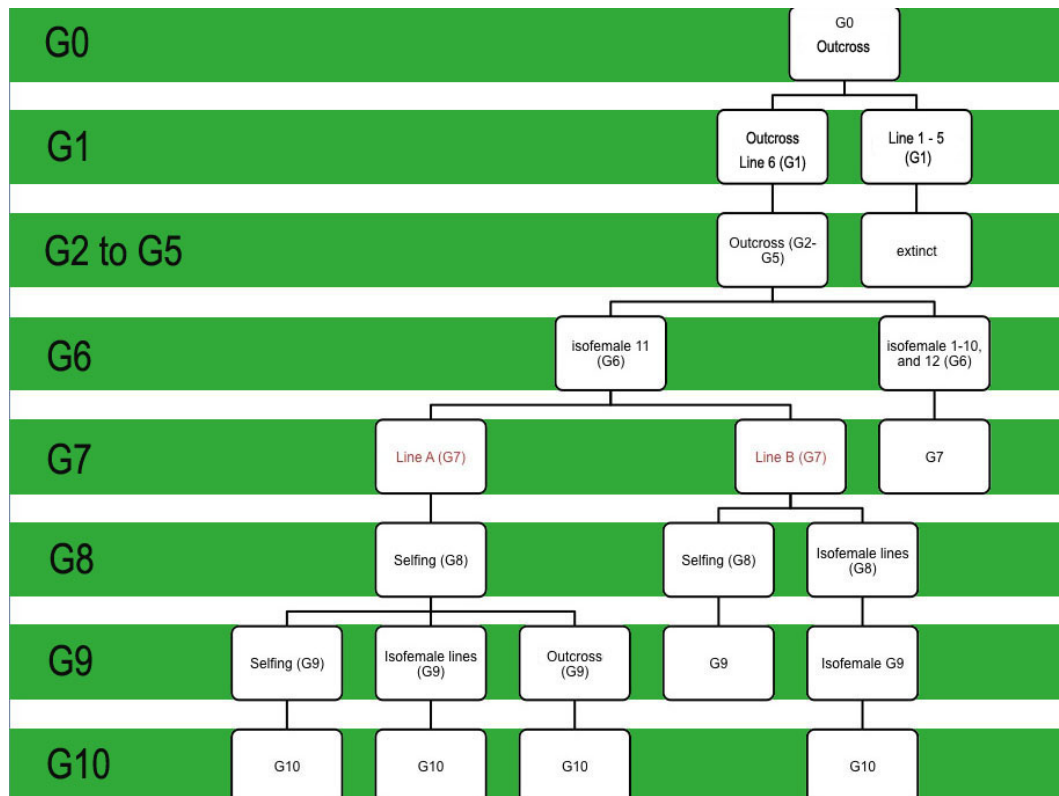 G0
G0
Outcross
G1
Outcross
Line 6 (G1)
Line 1 - 5
(G1)
G2 to G5
Outcross (G2-
G5)
extinct
G6
isofemale 11
(G6)
isofemale 1-10,
and 12 (G6)
G7
Line A (G7)
Line B (G7)
G7
G8
Selfing (G8)
Selfing (G8)
Isofemale lines
(G8)
G9
Selfing (G9)
Isofemale lines
(G9)
Outcross
(G9)
G9
Isofemale G9
G10
G10
G10
G10
G10